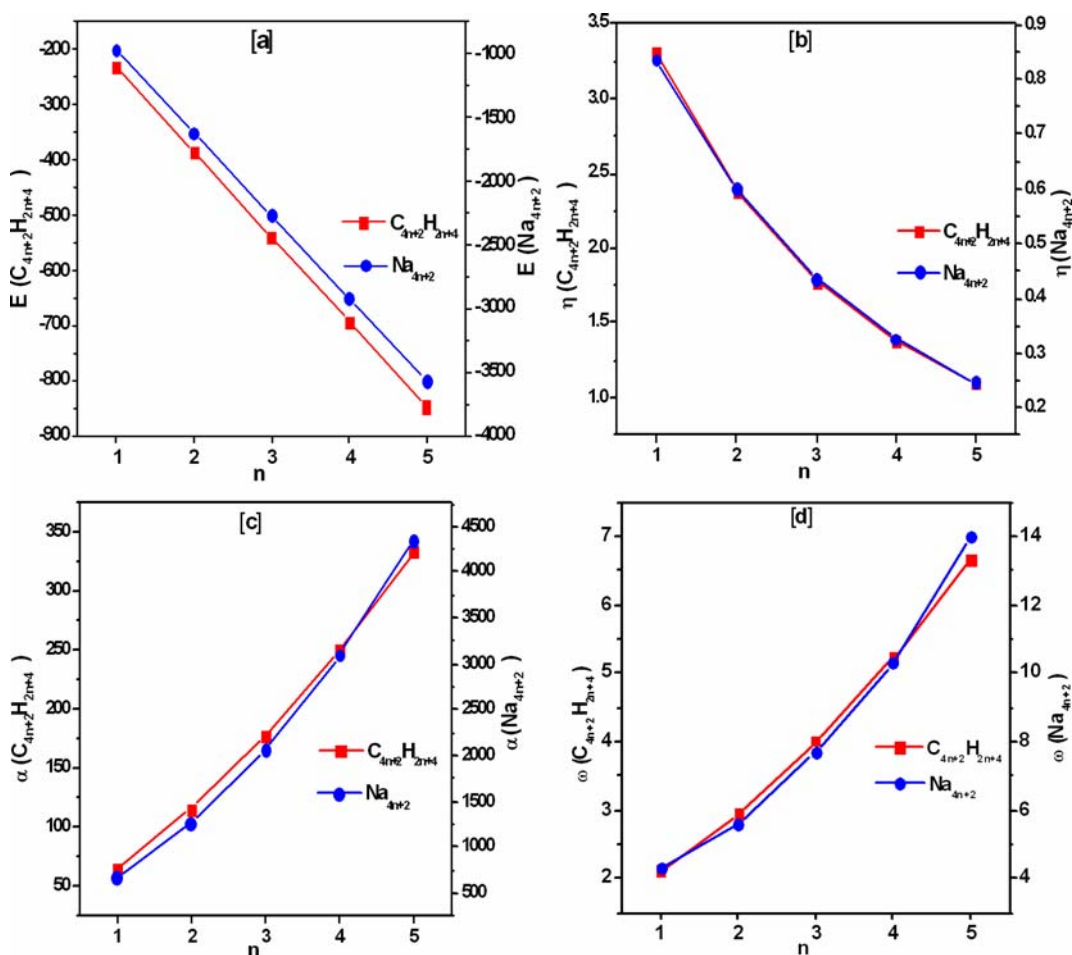 [a]
-200
-300
-400
-500
-600
-700
-800
-900
E (C4n+2H2n+4)
-1000
-1500
-2000
-2500
-3000
-3500
-4000
E (Na4n+2)
C4n+2H2n+4
Na4n+2
1 2 3 4 5
n
[b]
3.5
3.0
2.5
2.0
1.5
1.0
η (C4n+2H2n+4)
0.9
0.8
0.7
0.6
0.5
0.4
0.3
0.2
η (Na4n+2)
C4n+2H2n+4
Na4n+2
1 2 3 4 5
n
[c]
350
300
250
200
150
100
50
α (C4n+2H2n+4)
4500
4000
3500
3000
2500
2000
1500
1000
500
α (Na4n+2)
C4n+2H2n+4
Na4n+2
1 2 3 4 5
n
[d]
7
6
5
4
3
2
ω (C4n+2H2n+4)
14
12
10
8
6
4
ω (Na4n+2)
C4n+2H2n+4
Na4n+2
1 2 3 4 5
n